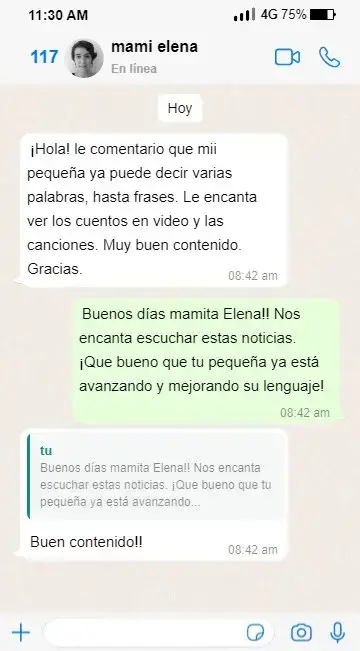 11:30 AM
4G 75%
117
mami elena
En línea
Hoy
¡Hola! le comentario que mii
pequeña ya puede decir varias
palabras, hasta frases. Le encanta
ver los cuentos en video y las
canciones. Muy buen contenido.
Gracias.
08:42 am
Buenos días mamita Elena!! Nos
encanta escuchar estas noticias.
¡Que bueno que tu pequeña ya está
avanzando y mejorando su lenguaje!
08:42 am
tu
Buenos días mamita Elena!! Nos encanta
escuchar estas noticias. ¡Que bueno que tu
pequeña ya está avanzando...
Buen contenido!!
08:42 am